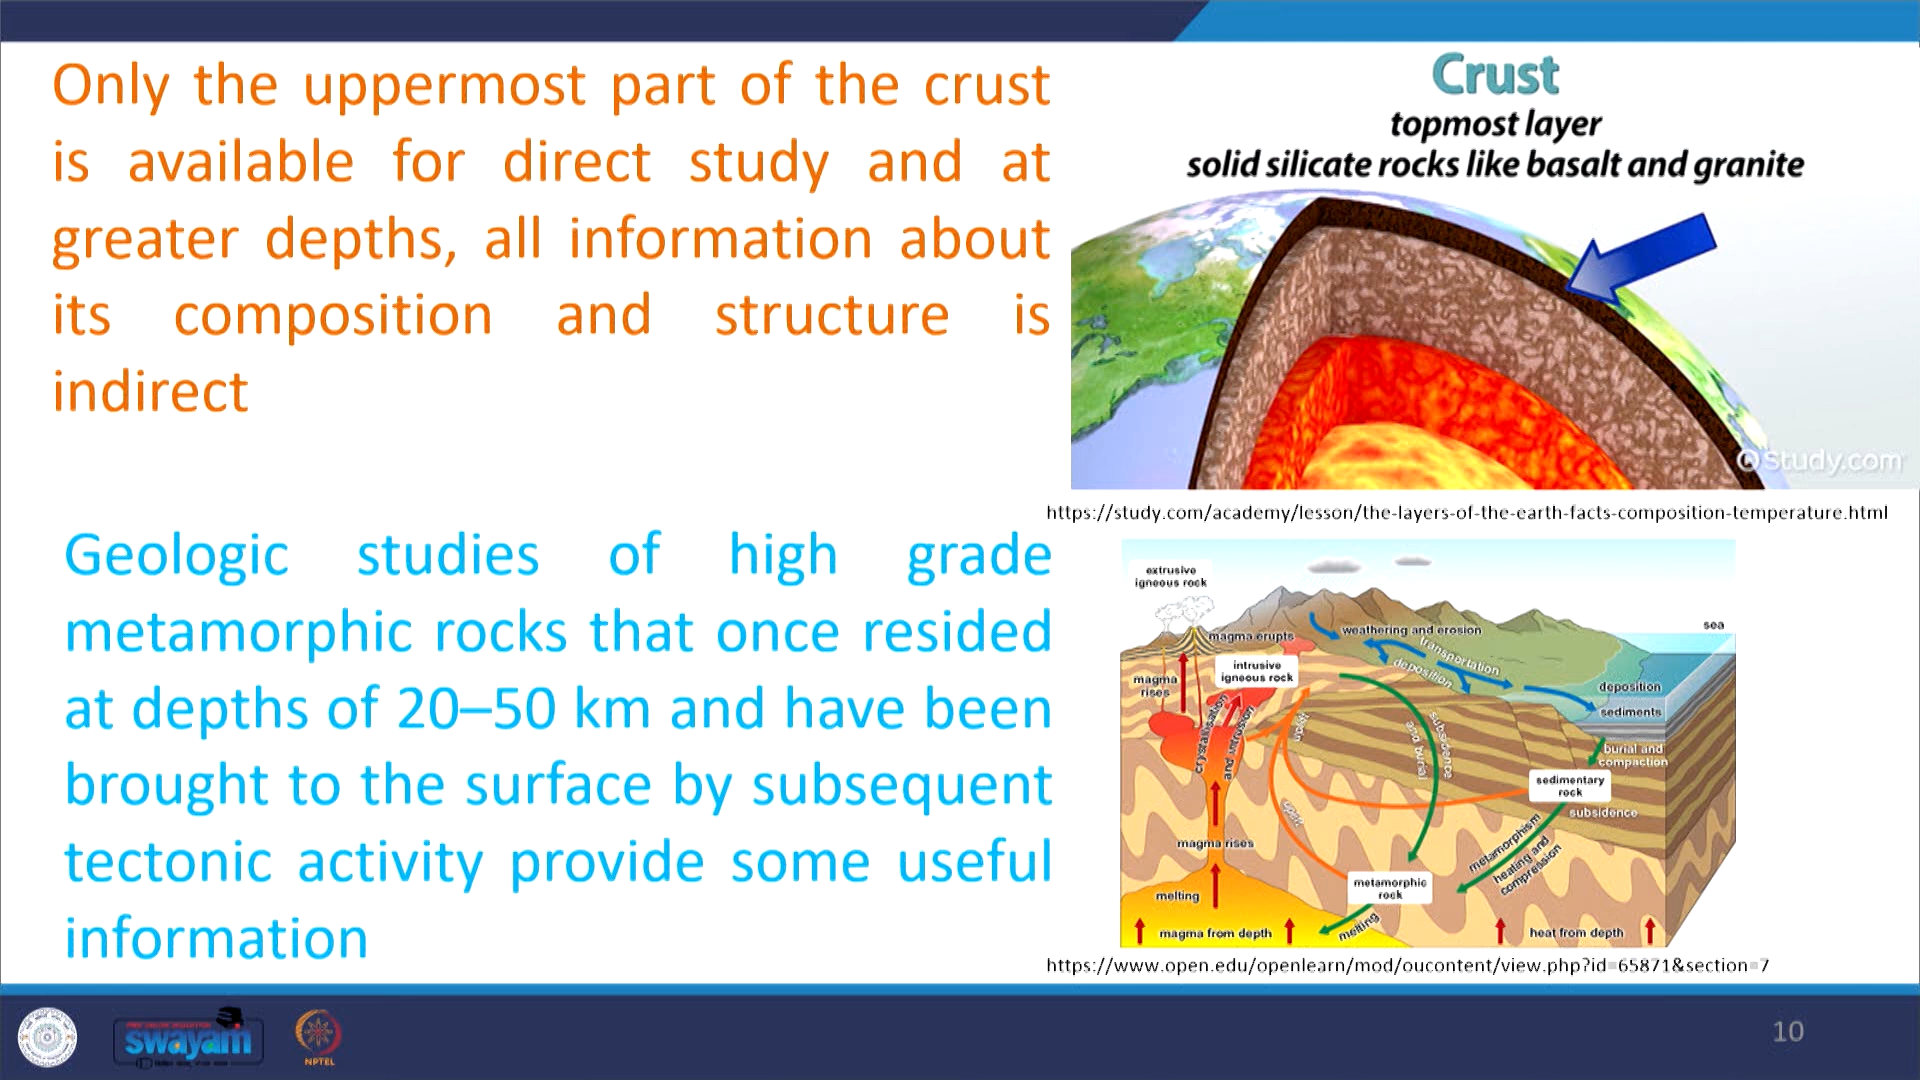 Only the uppermost part of the crust
is available for direct study and at
greater depths, all information about
its composition and structure is
indirect
Geologic studies of high grade
metamorphic rocks that once resided
at depths of 20–50 km and have been
brought to the surface by subsequent
tectonic activity provide some useful
information
Crust
topmost layer
solid silicate rocks like basalt and granite
Study.com
https://study.com/academy/lesson/the-layers-of-the-earth-facts-composition-temperature.html
extrusive
igneous rock
sea
magma erupts
weathering and erosion
transportation
deposition
intrusive
igneous rock
magma
rises
deposition
sediments
crystallisation
and intrusion
uplift
subsidence
and burial
burial and
compaction
sedimentary
rock
subsidence
uplift
metamorphism
heating and
compression
magma rises
metamorphic
rock
melting
melting
magma from depth
heat from depth
https://www.open.edu/openlearn/mod/oucontent/view.php?id=65871&section=7
swayam
NPTEL
10